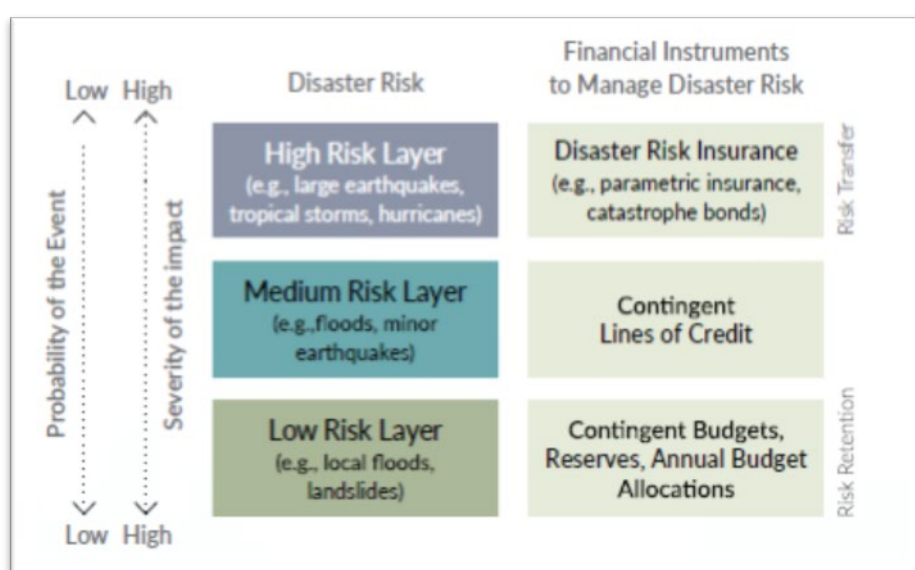 Financial Instruments
to Manage Disaster Risk
Disaster Risk
Low High
Probability of the Event
Severity of the impact
High Risk Layer
(e.g., large earthquakes,
tropical storms, hurricanes)
Disaster Risk Insurance
(e.g., parametric insurance,
catastrophe bonds)
Risk Transfer
Medium Risk Layer
(e.g.,floods, minor
earthquakes)
Contingent
Lines of Credit
Low Risk Layer
(e.g., local floods,
landslides)
Contingent Budgets,
Reserves, Annual Budget
Allocations
Risk Retention
Low High